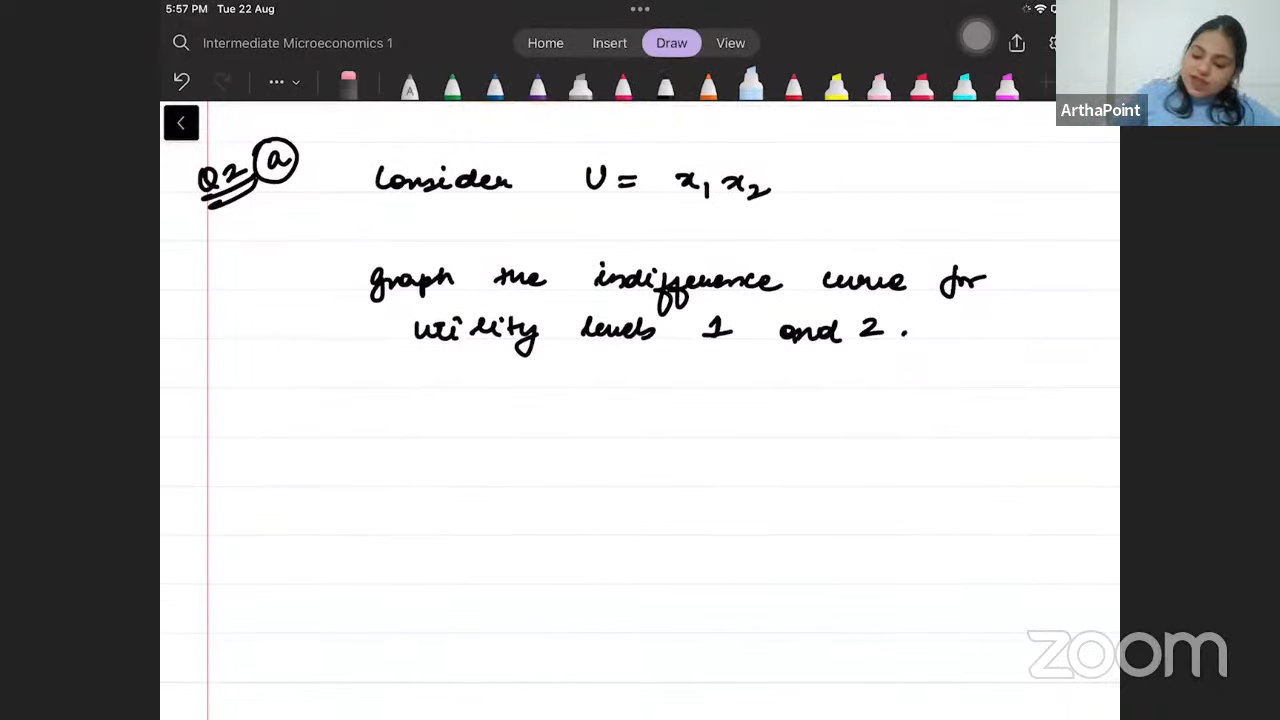 5:57 PM Tue 22 Aug
Intermediate Microeconomics 1
Home Insert Draw View
A
ArthaPoint
Q2 a Consider U = x₁ x₂
graph the indifference curve for
utility levels 1 and 2.
zoom